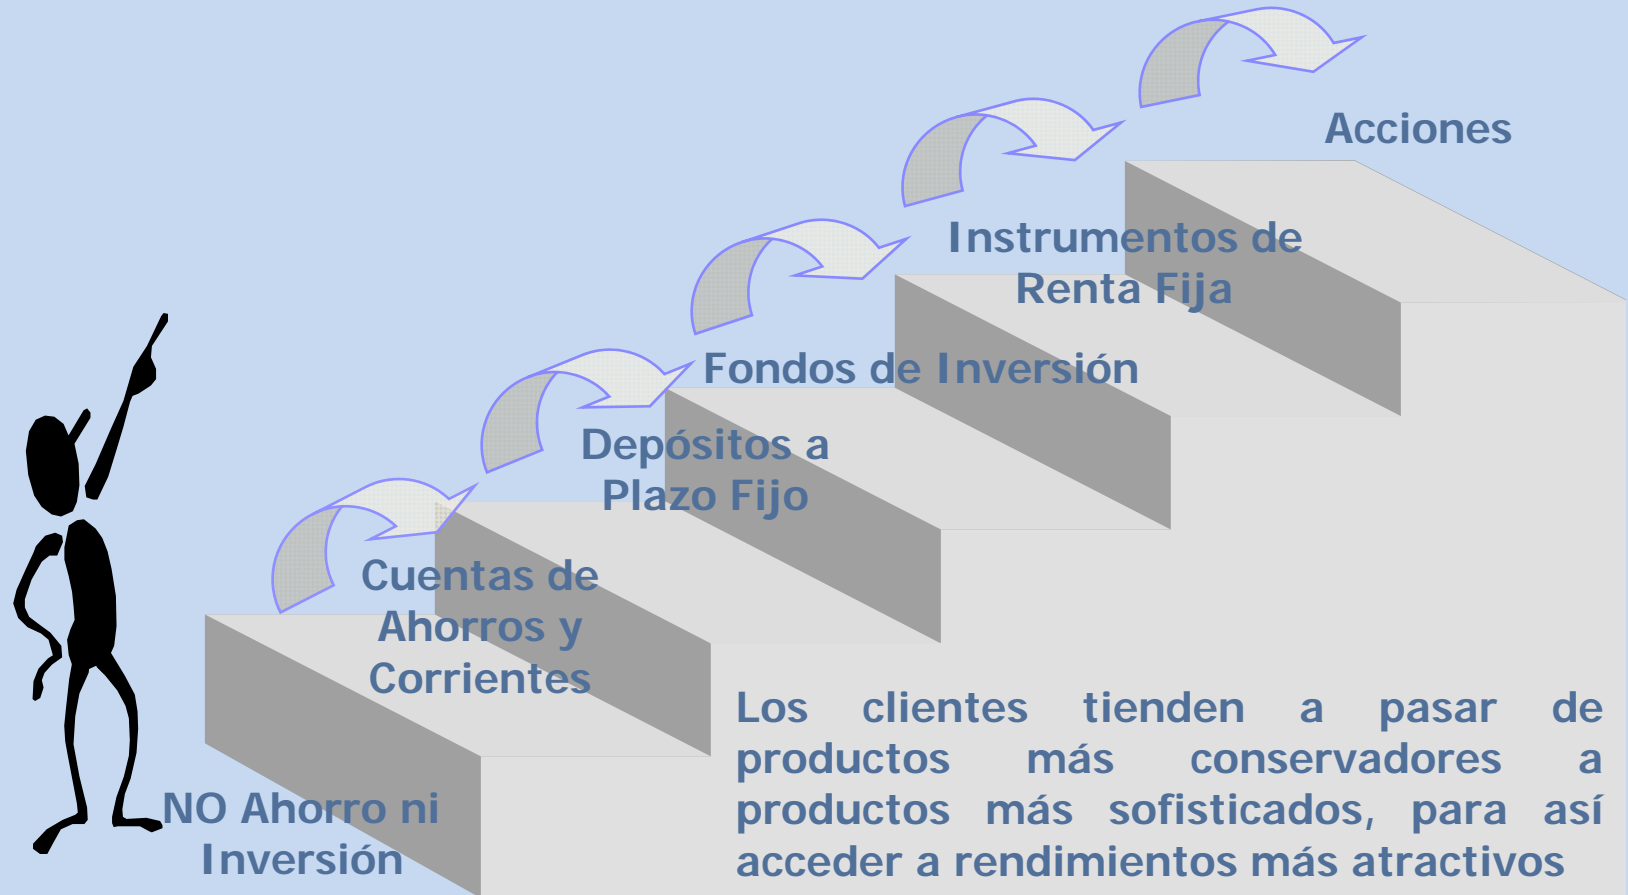 Acciones
Instrumentos de
Renta Fija
Fondos de Inversión
Depósitos a
Plazo Fijo
Cuentas de
Ahorros y
Corrientes
NO Ahorro ni
Inversión
Los clientes tienden a pasar de
productos más conservadores a
productos más sofisticados, para así
acceder a rendimientos más atractivos